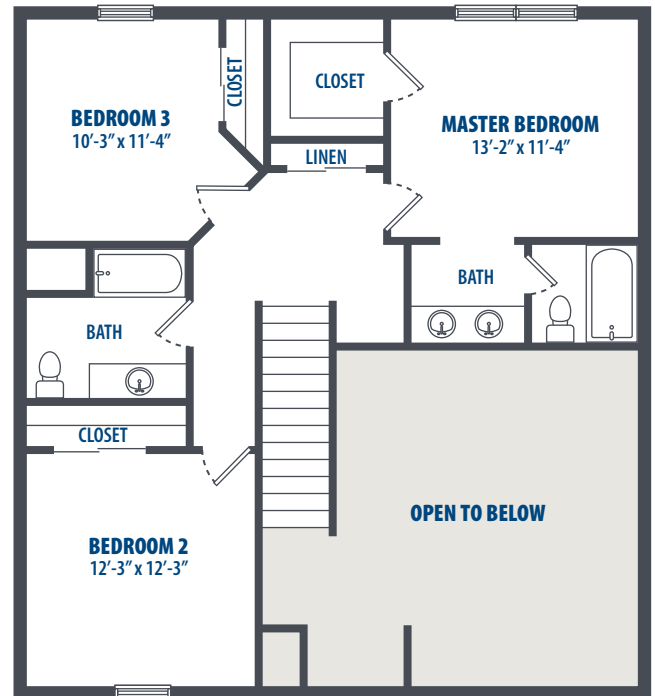 CLOSET
CLOSET
BEDROOM 3
10′-3″ x 11′-4″
MASTER BEDROOM
13′-2″ x 11′-4″
LINEN
BATH
BATH
CLOSET
OPEN TO BELOW
BEDROOM 2
12′-3″ x 12′-3″